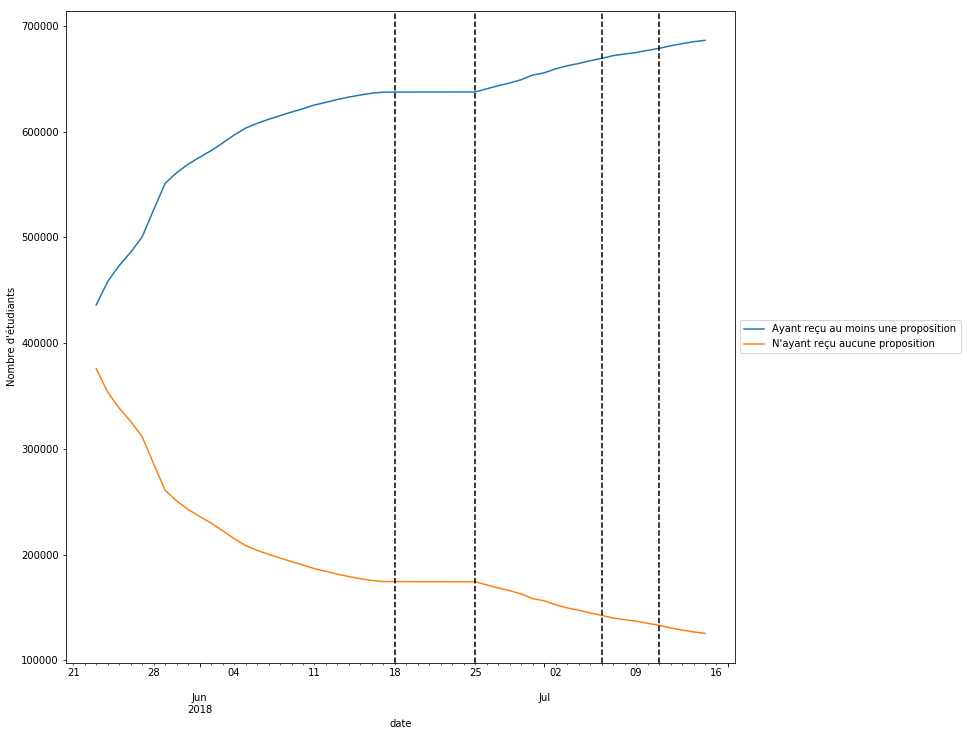 700000
600000
500000
400000
300000
200000
100000
Nombre d'étudiants
21 28 04 11 18 25 02 09 16
Jun Jul
2018
date
Ayant reçu au moins une proposition
N'ayant reçu aucune proposition